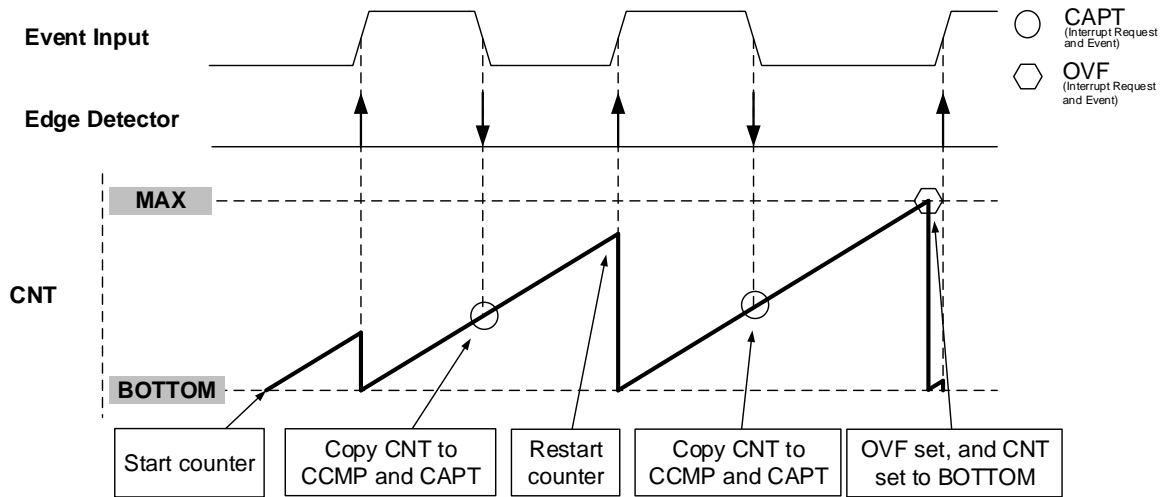 Event Input
CAPT
(Interrupt Request
and Event)
OVF
(Interrupt Request
and Event)
Edge Detector
MAX
CNT
BOTTOM
Start counter
Copy CNT to
CCMP and CAPT
Restart
counter
Copy CNT to
CCMP and CAPT
OVF set, and CNT
set to BOTTOM